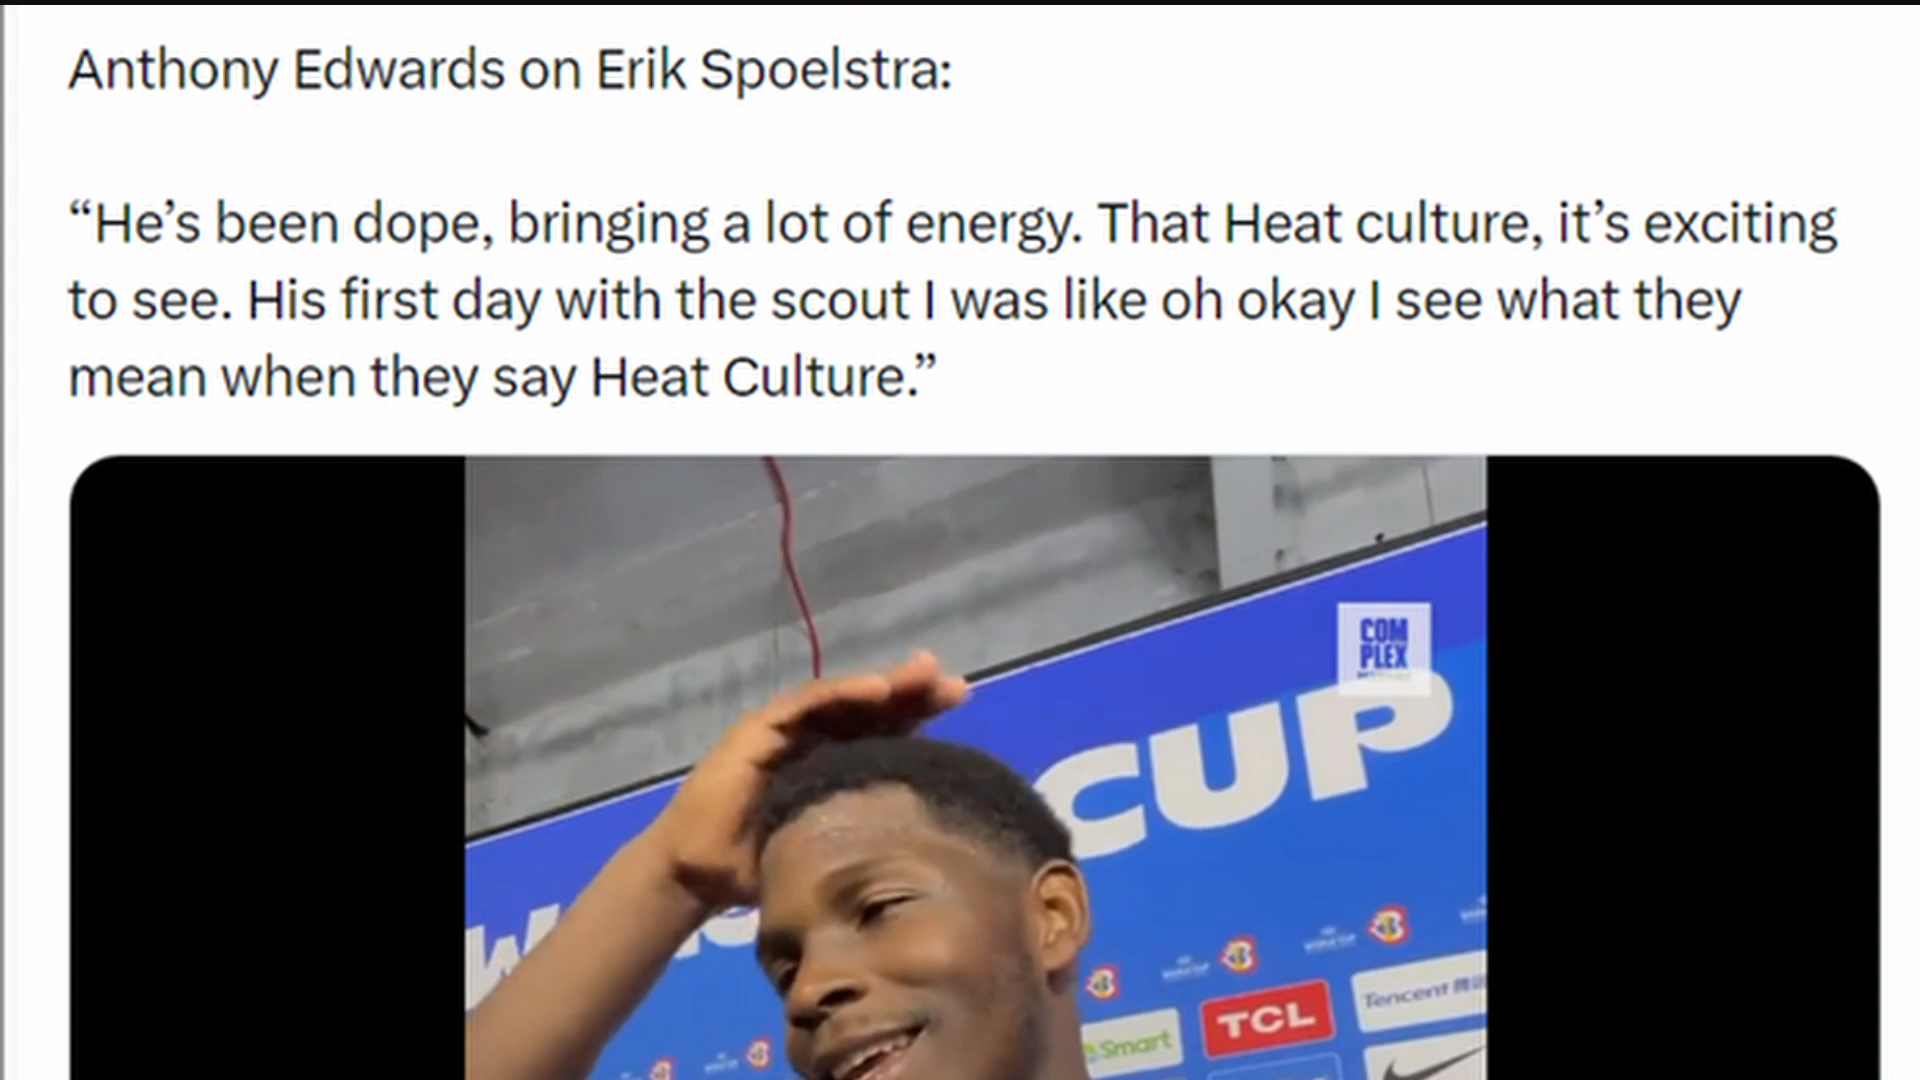 Anthony Edwards on Erik Spoelstra:
“He’s been dope, bringing a lot of energy. That Heat culture, it’s exciting
to see. His first day with the scout I was like oh okay I see what they
mean when they say Heat Culture.”
COM
PLEX
CUP
Smart
TCL
Tencent